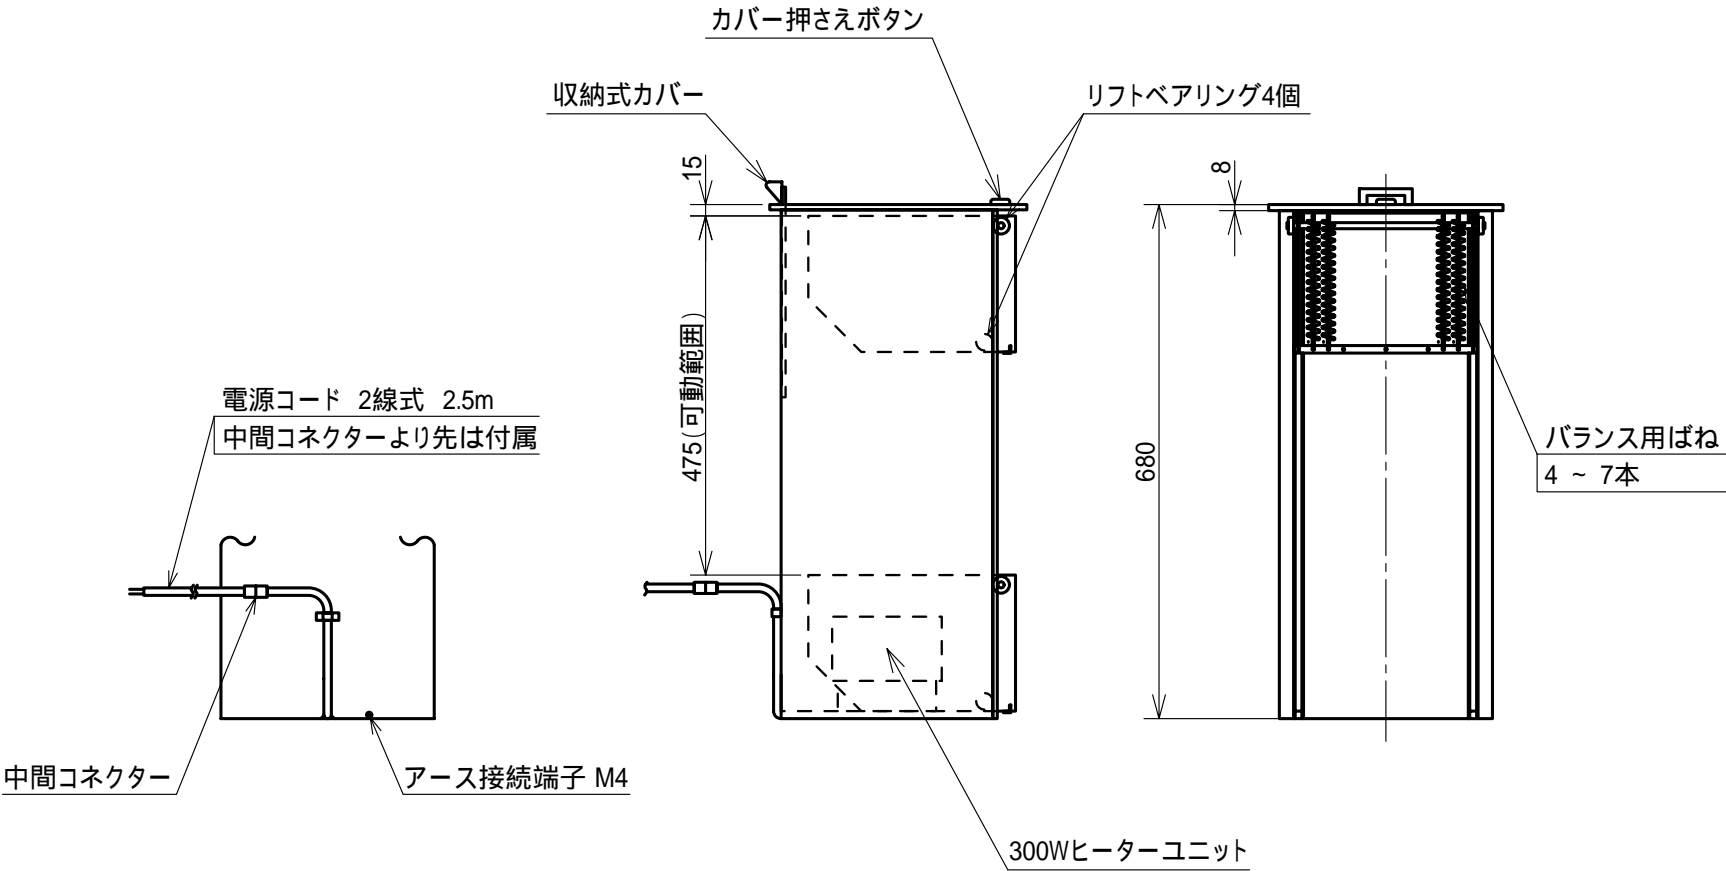 カバー押さえボタン
収納式カバー
リフトベアリング4個
15
8
475(可動範囲)
680
電源コード 2線式 2.5m
中間コネクターより先は付属
バランス用ばね
4 ~ 7本
中間コネクター
アース接続端子 M4
300Wヒーターユニット